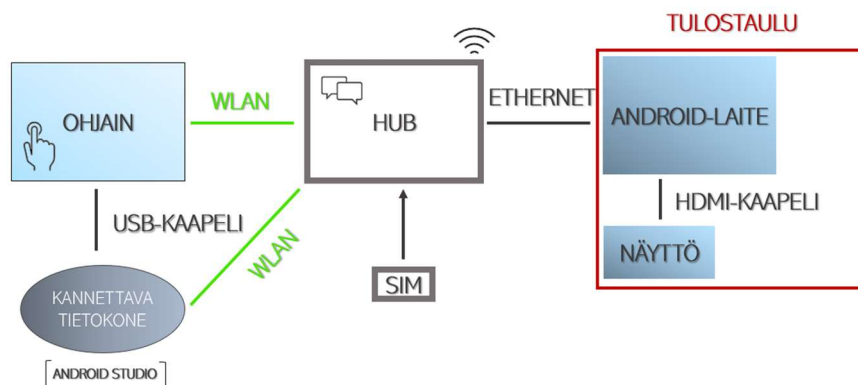 TULOSTAULU
OHJAIN
WLAN
HUB
ETHERNET
ANDROID-LAITE
USB-KAAPELI
WLAN
HDMI-KAAPELI
NÄYTTÖ
SIM
KANNETTAVA
TIETOKONE
ANDROID STUDIO